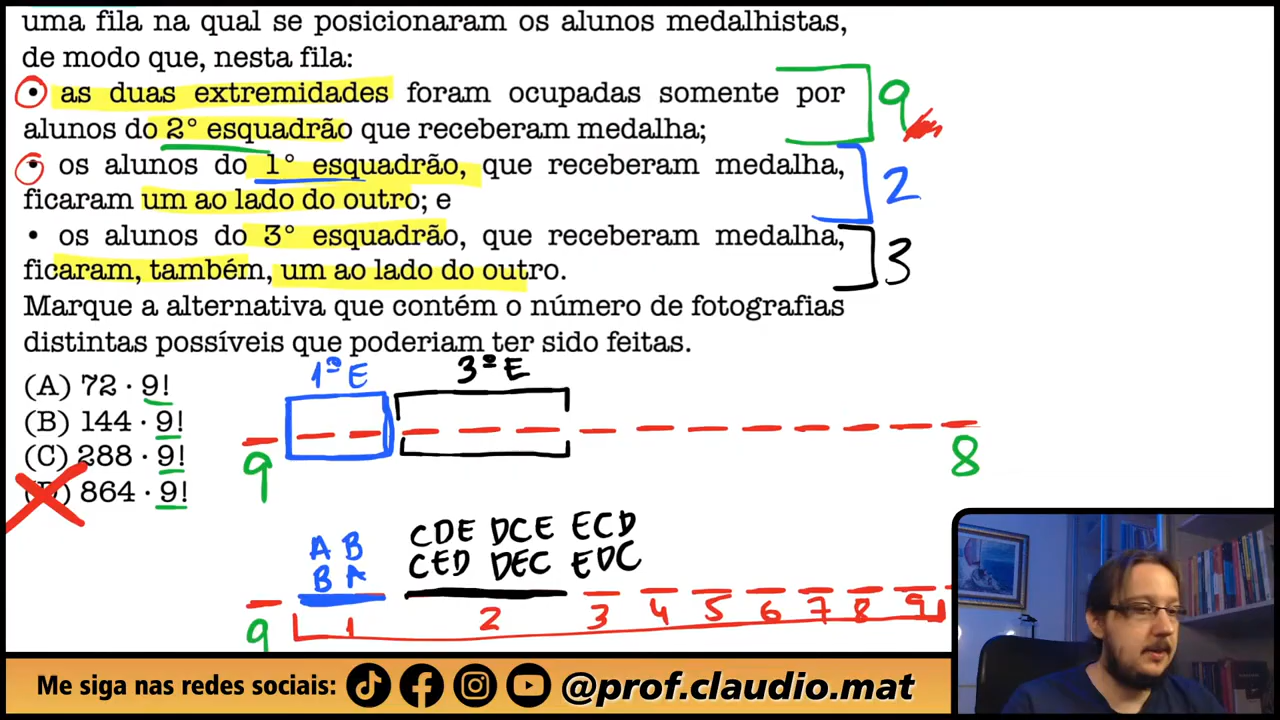 uma fila na qual se posicionaram os alunos medalhistas,
de modo que, nesta fila:
• as duas extremidades foram ocupadas somente por
alunos do 2° esquadrão que receberam medalha;
9
• os alunos do 1° esquadrão, que receberam medalha,
ficaram um ao lado do outro; e
2
• os alunos do 3° esquadrão, que receberam medalha,
ficaram, também, um ao lado do outro.
3
Marque a alternativa que contém o número de fotografias
distintas possíveis que poderiam ter sido feitas.
(A) 72 · 9!
(B) 144 · 9!
(C) 288 · 9!
(D) 864 · 9!
1º E 3º E
9 8
A B CDE DCE ECD
B A CED DEC EDC
9 1 2 3 4 5 6 7 8 9
Me siga nas redes sociais: @prof.claudio.mat